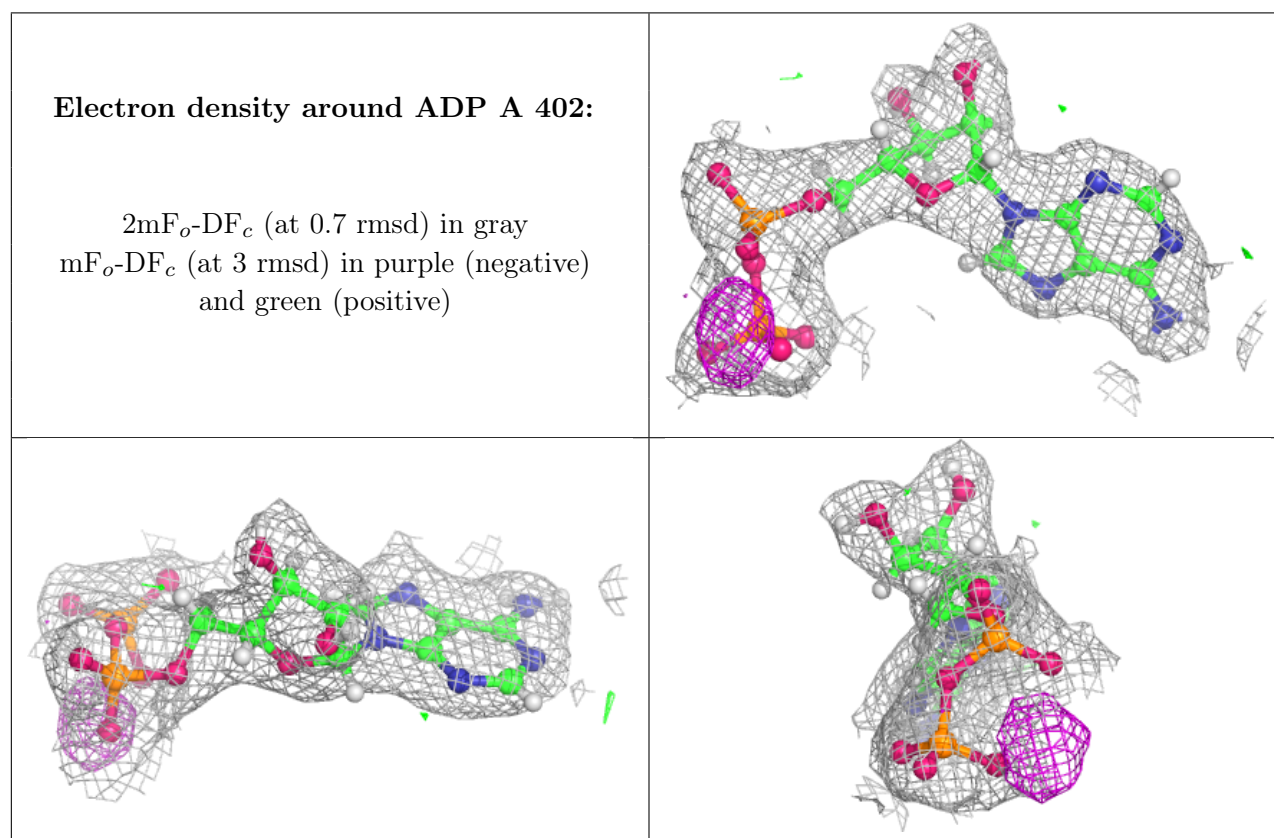 Electron density around ADP A 402:
2mFo-DFc (at 0.7 rmsd) in gray
mFo-DFc (at 3 rmsd) in purple (negative)
and green (positive)